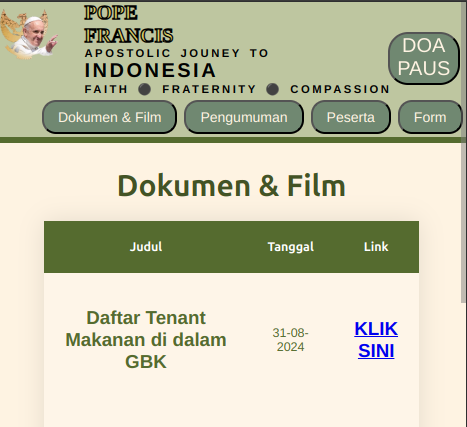 POPE
FRANCIS
APOSTOLIC JOUNEY TO
INDONESIA
FAITH ● FRATERNITY ● COMPASSION
DOA
PAUS
Dokumen & Film
Pengumuman
Peserta
Form
Dokumen & Film
Judul
Tanggal
Link
Daftar Tenant
Makanan di dalam
GBK
31-08-
2024
KLIK
SINI